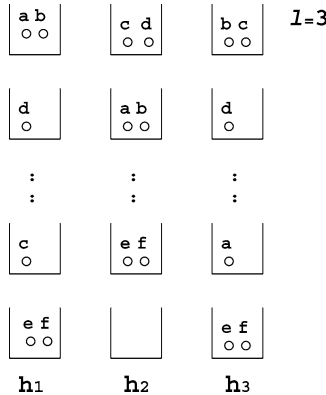 a b c d b c l=3
d a b d
: : :
: : :
c e f a
e f e f
h1 h2 h3